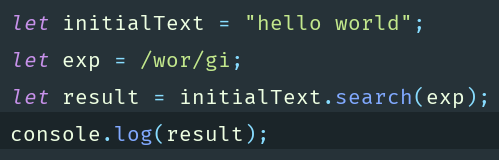 let initialText = "hello world";
let exp = /wor/gi;
let result = initialText.search(exp);
console.log(result);